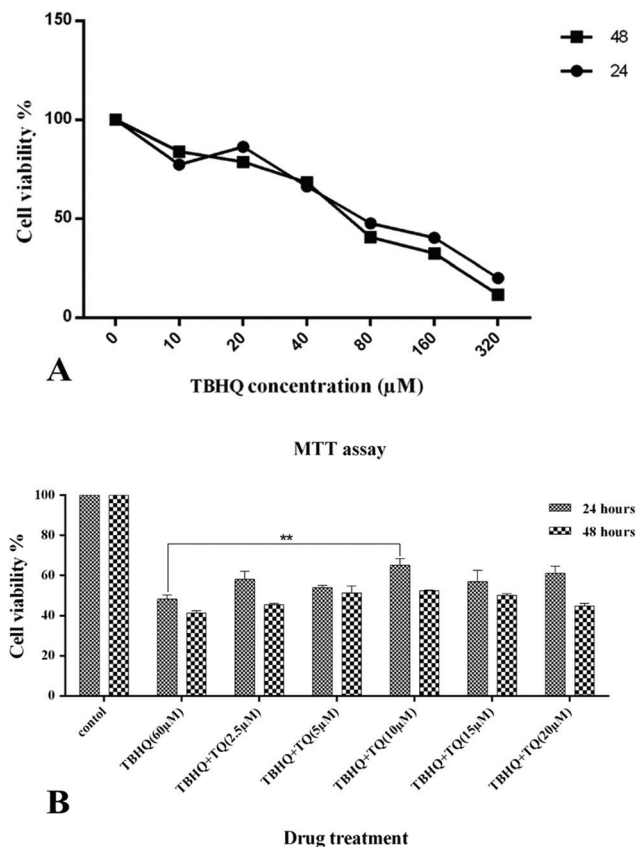 150
100
50
0
Cell viability %
48
24
0
10
20
40
80
160
320
TBHQ concentration (µM)
A
MTT assay
100
80
60
40
20
0
Cell viability %
**
24 hours
48 hours
contol
TBHQ(60µM)
TBHQ+TQ(2.5µM)
TBHQ+TQ(5µM)
TBHQ+TQ(10µM)
TBHQ+TQ(15µM)
TBHQ+TQ(20µM)
B
Drug treatment